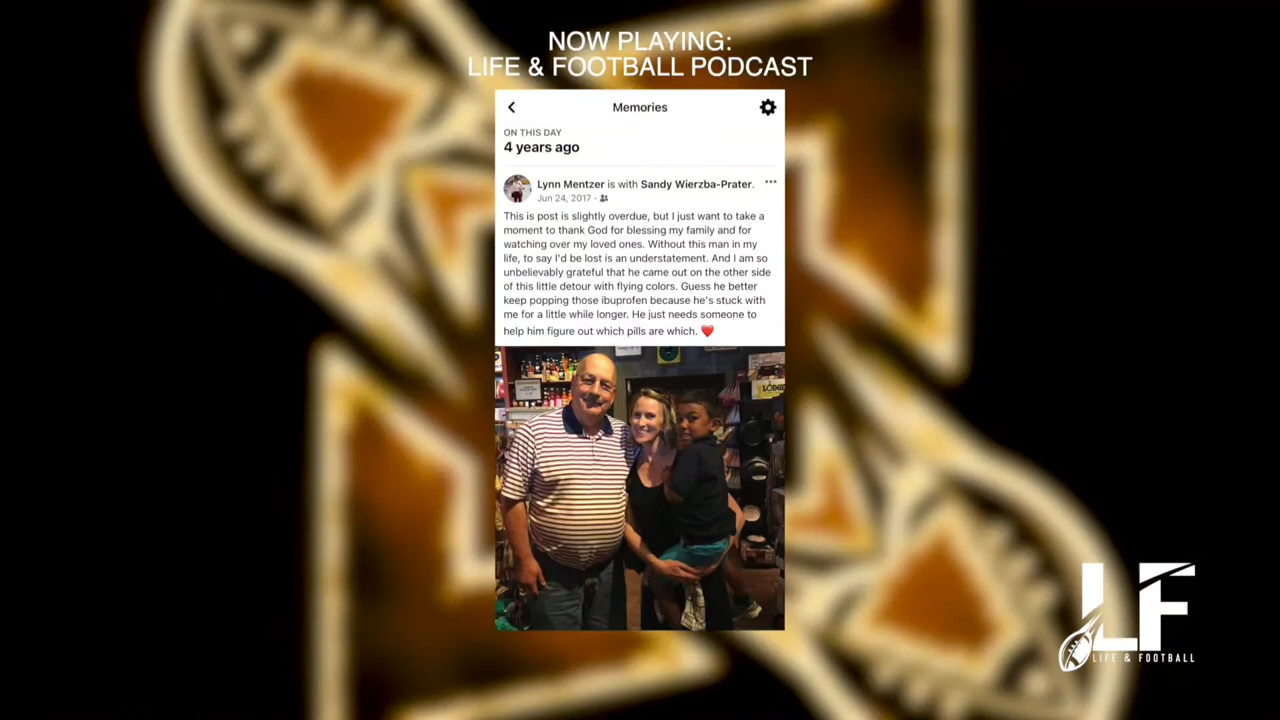 NOW PLAYING:
LIFE & FOOTBALL PODCAST
Memories
ON THIS DAY
4 years ago
Lynn Mentzer is with Sandy Wierzba-Prater.
Jun 24, 2017 ·
This is post is slightly overdue, but I just want to take a
moment to thank God for blessing my family and for
watching over my loved ones. Without this man in my
life, to say I'd be lost is an understatement. And I am so
unbelievably grateful that he came out on the other side
of this little detour with flying colors. Guess he better
keep popping those ibuprofen because he's stuck with
me for a little while longer. He just needs someone to
help him figure out which pills are which. ❤️
LODGE
LF
LIFE & FOOTBALL